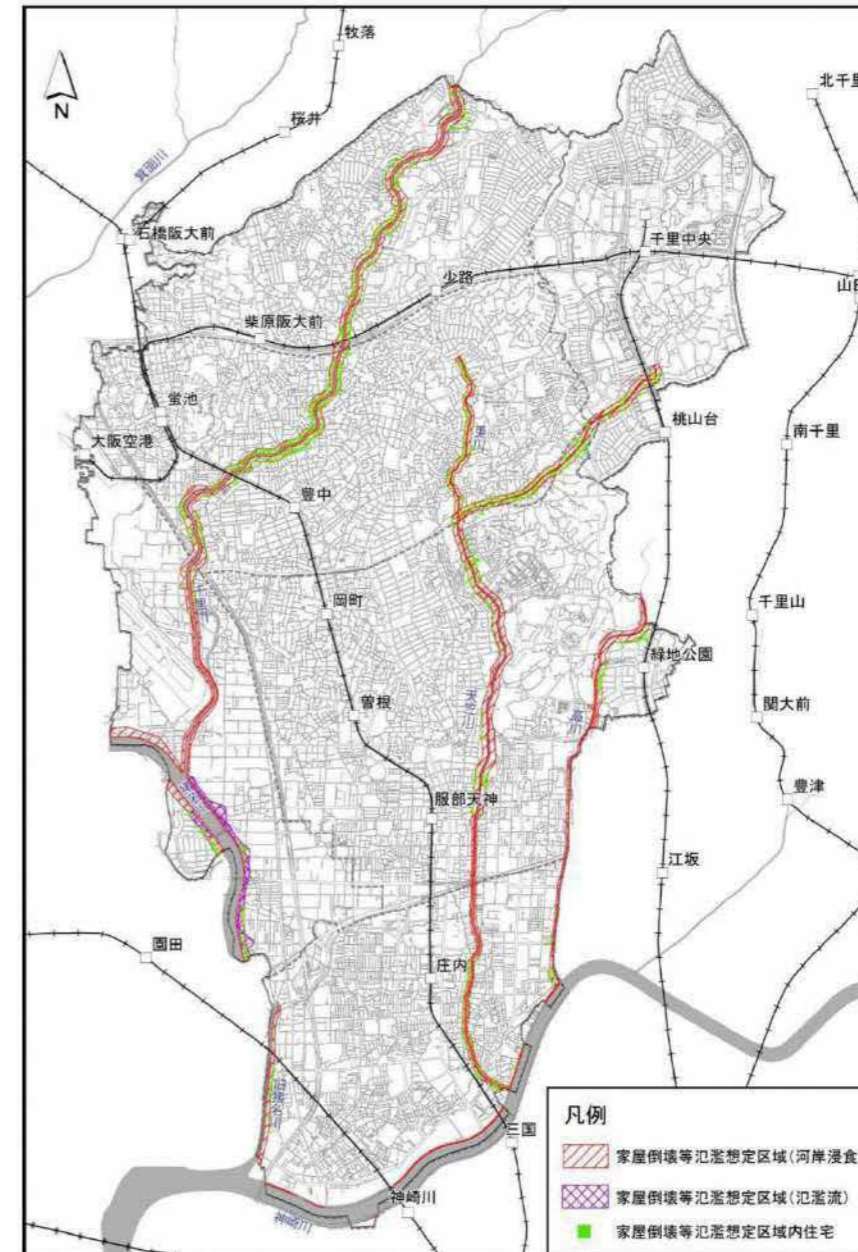 牧落
N
北千里
桜井
箕面川
石橋阪大前
千里中央
少路
山田
柴原阪大前
蛍池
桃山台
大阪空港
南千里
兎川
豊中
千里川
岡町
千里山
緑地公園
曽根
天竺川
高川
関大前
豊津
服部天神
江坂
園田
庄内
旧猪名川
三国
神崎川
神崎川
凡例
家屋倒壊等氾濫想定区域(河岸浸食
家屋倒壊等氾濫想定区域(氾濫流)
家屋倒壊等氾濫想定区域内住宅